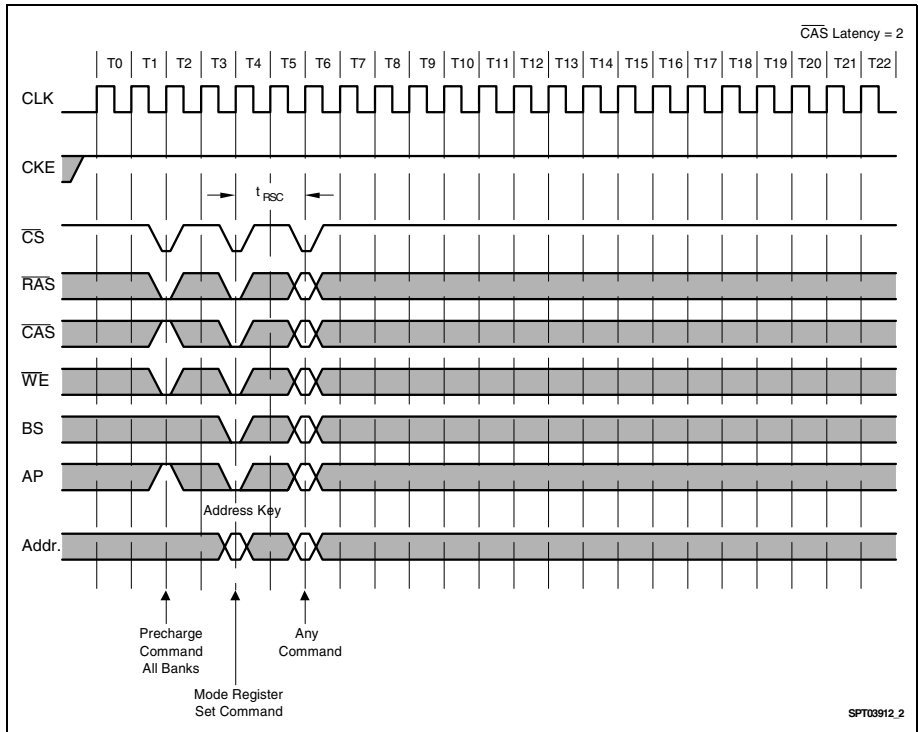 CAS Latency = 2
T0 T1 T2 T3 T4 T5 T6 T7 T8 T9 T10 T11 T12 T13 T14 T15 T16 T17 T18 T19 T20 T21 T22
CLK
CKE
t RSC
CS
RAS
CAS
WE
BS
AP
Address Key
Addr.
Precharge
Command
All Banks
Any
Command
Mode Register
Set Command
SPT03912_2